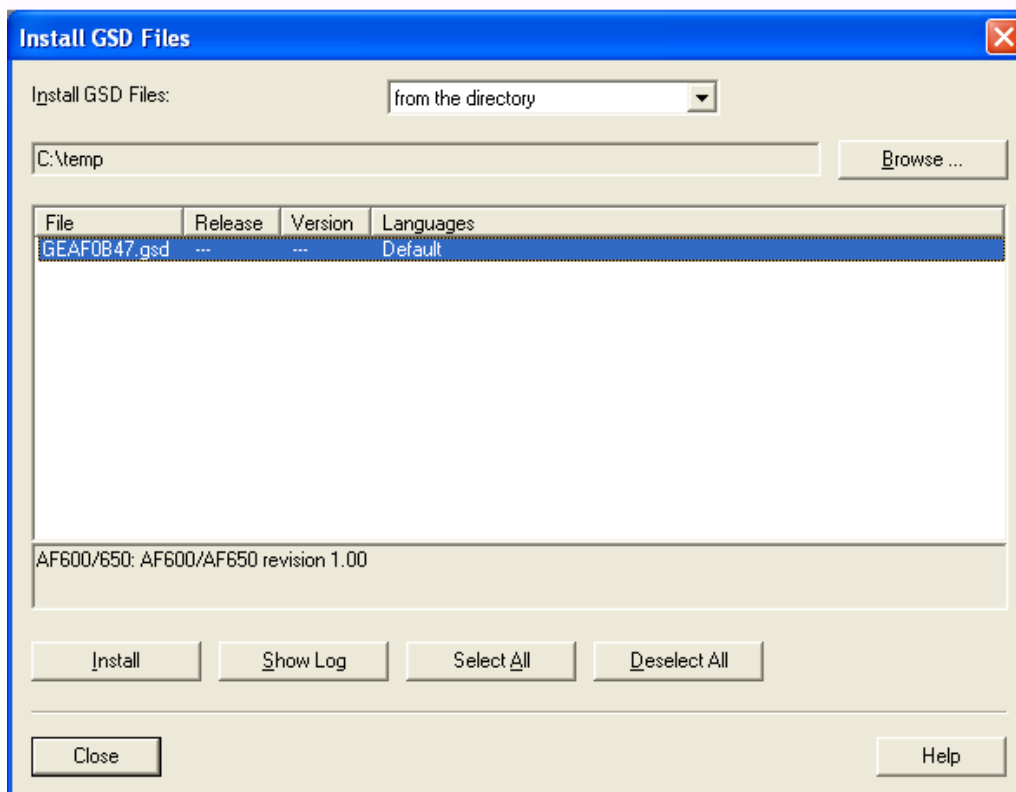 Install GSD Files
Install GSD Files: from the directory
C:\temp Browse ...
File Release Version Languages
GEAF0B47.gsd --- --- Default
AF600/650: AF600/AF650 revision 1.00
Install Show Log Select All Deselect All
Close Help